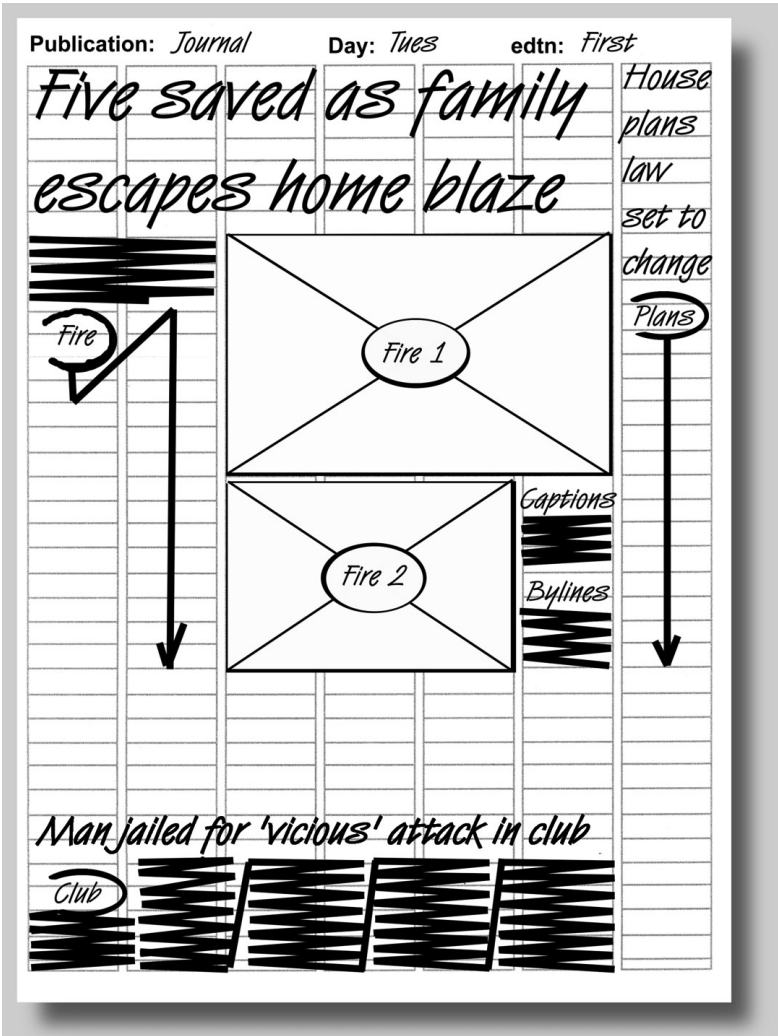 Publication: Journal Day: Tues edtn: First
Five saved as family
escapes home blaze
House
plans
law
set to
change
Plans
Fire
Fire 1
Fire 2
Captions
Bylines
Man jailed for 'vicious' attack in club
Club